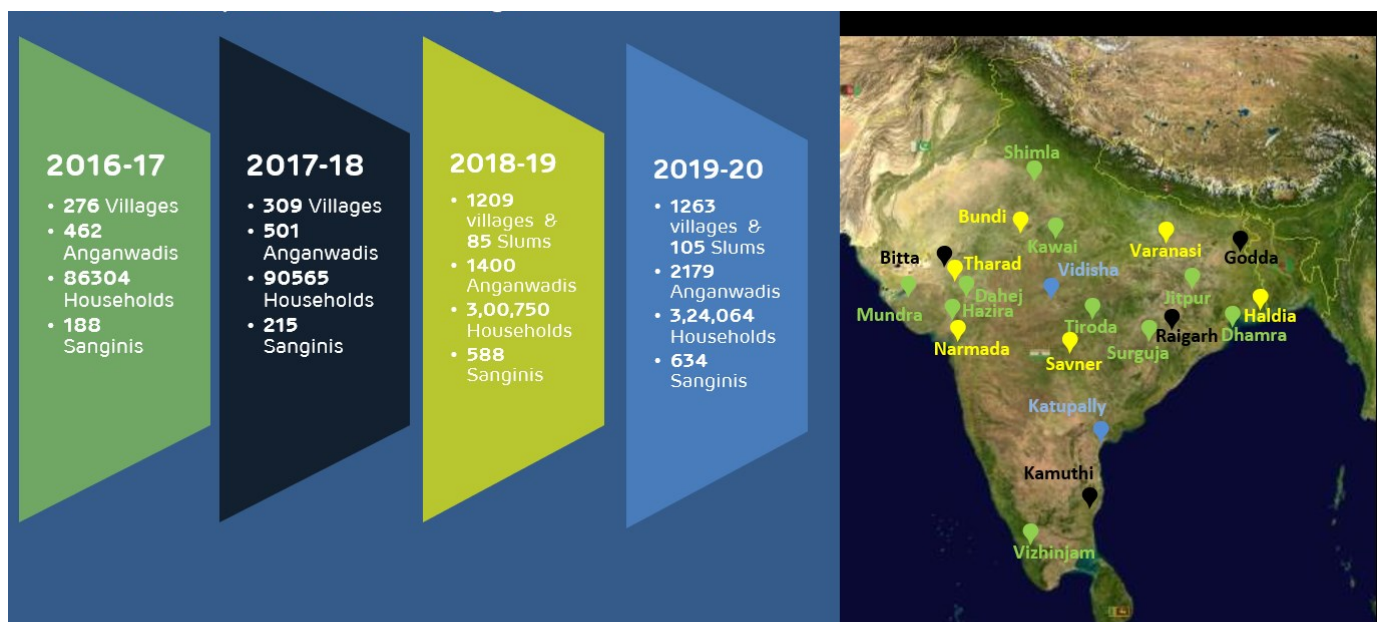 2016-17
• 276 Villages
• 462
Anganwadis
• 86304
Households
• 188
Sanginis
2017-18
• 309 Villages
• 501
Anganwadis
• 90565
Households
• 215
Sanginis
2018-19
• 1209
villages &
85 Slums
• 1400
Anganwadis
• 3,00,750
Households
• 588
Sanginis
2019-20
• 1263
villages &
105 Slums
• 2179
Anganwadis
• 3,24,064
Households
• 634
Sanginis
Shimla
Bundi
Kawai
Varanasi
Godda
Bitta
Tharad
Vidisha
Mundra
Dahej
Hazira
Jitpur
Haldia
Tiroda
Raigarh
Dhamra
Narmada
Savner
Surguja
Katupally
Kamuthi
Vizhinjam